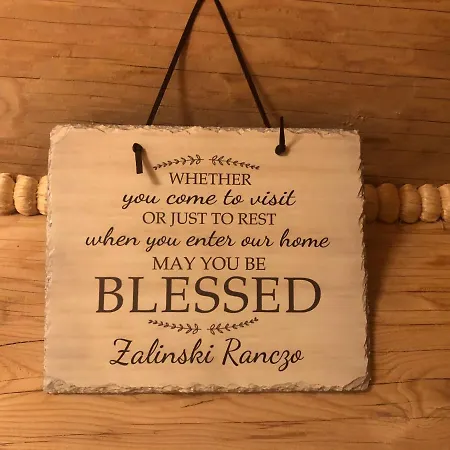 WHETHER
you come to visit
OR JUST TO REST
when you enter our home
MAY YOU BE
BLESSED
Zalinski Ranczo